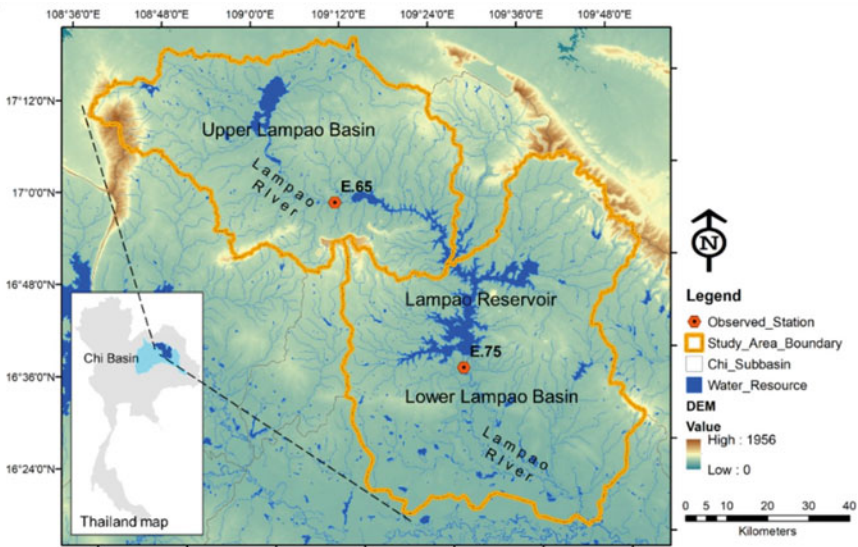 108°36'0"E 108°48'0"E 109°0'0"E 109°12'0"E 109°24'0"E 109°36'0"E 109°48'0"E
17°12'0"N
17°0'0"N
16°48'0"N
16°36'0"N
16°24'0"N
Upper Lampao Basin
Lampao
RIver
E.65
Lampao Reservoir
E.75
Lower Lampao Basin
Lampao
River
Chi Basin
Thailand map
N
Legend
Observed_Station
Study_Area_Boundary
Chi_Subbasin
Water_Resource
DEM
Value
High : 1956
Low : 0
0 5 10 20 30 40
Kilometers